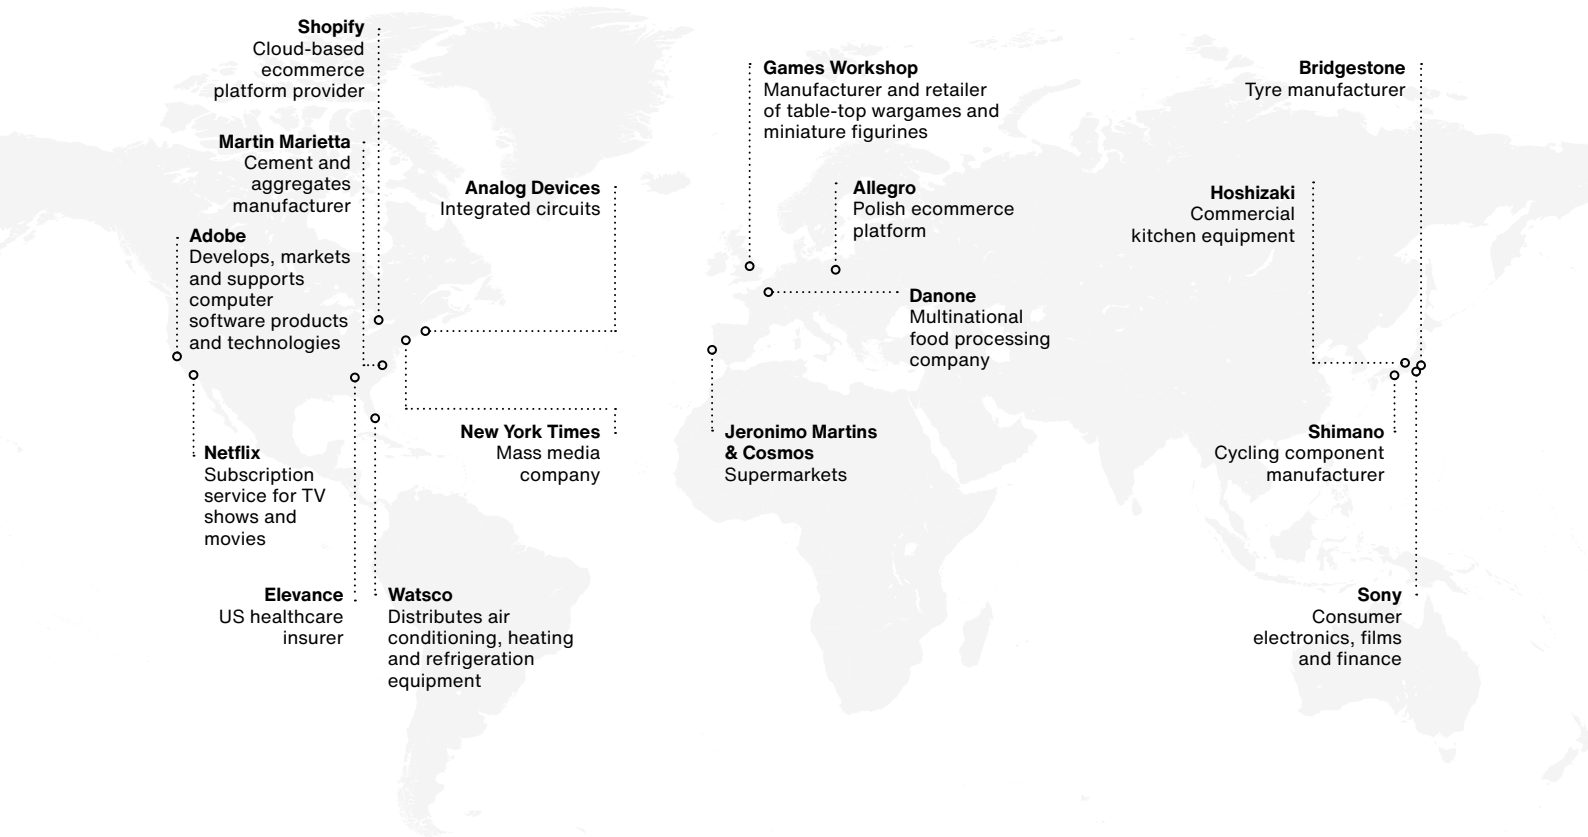 Shopify
Cloud-based
ecommerce
platform provider
Martin Marietta
Cement and
aggregates
manufacturer
Adobe
Develops, markets
and supports
computer
software products
and technologies
Analog Devices
Integrated circuits
Games Workshop
Manufacturer and retailer
of table-top wargames and
miniature figurines
Allegro
Polish ecommerce
platform
Danone
Multinational
food processing
company
Bridgestone
Tyre manufacturer
Hoshizaki
Commercial
kitchen equipment
Netflix
Subscription
service for TV
shows and
movies
New York Times
Mass media
company
Jeronimo Martins
& Cosmos
Supermarkets
Shimano
Cycling component
manufacturer
Elevance
US healthcare
insurer
Watsco
Distributes air
conditioning, heating
and refrigeration
equipment
Sony
Consumer
electronics, films
and finance